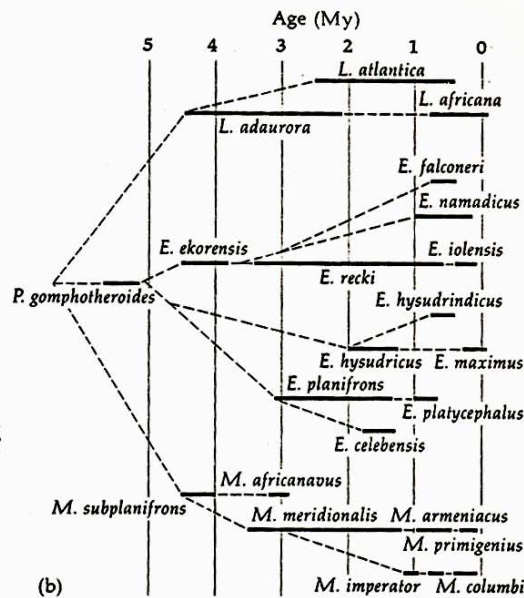 Age (My)
5 4 3 2 1 0
L. atlantica
L. africana
L. adaurora
E. falconeri
E. namadicus
E. ekorensis
E. iolensis
E. recki
P. gomphotheroides
E. hysudrindicus
E. hysudricus
E. maximus
E. planifrons
E. platycephalus
E. celebensis
M. africanavus
M. subplanifrons
M. meridionalis
M. armeniacus
M. primigenius
(b)
M. imperator
M. columbi